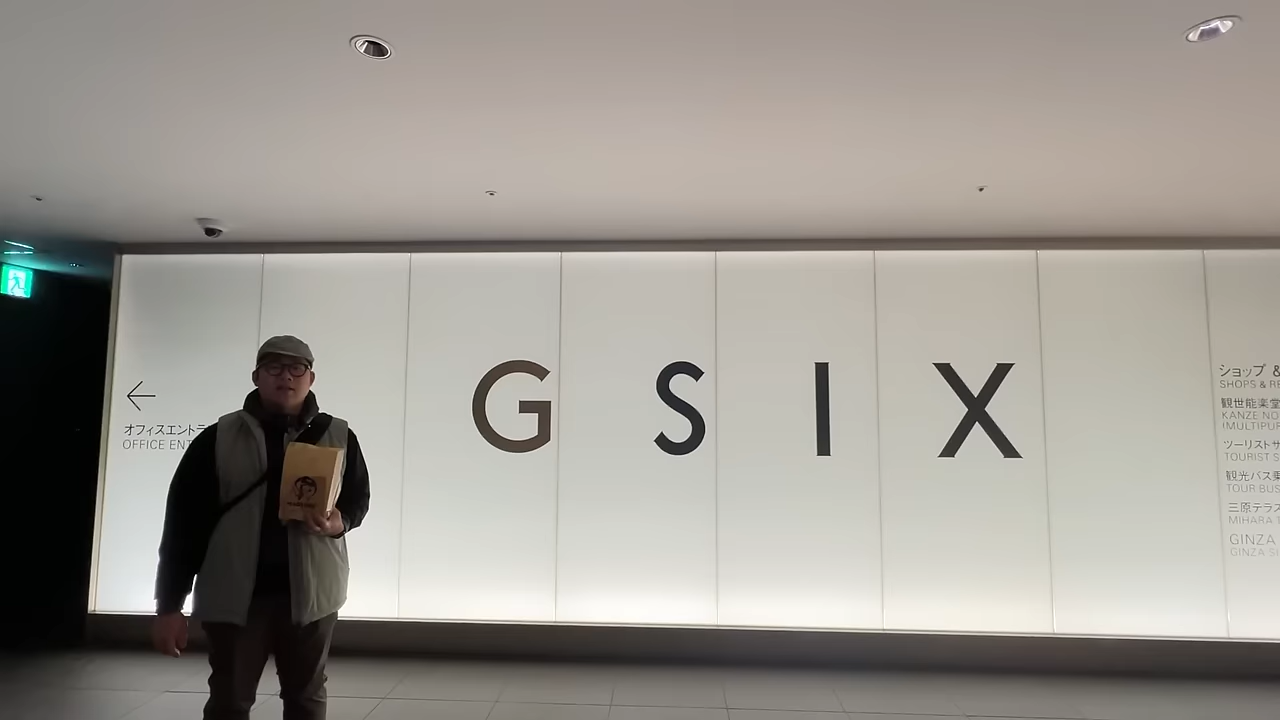 オフィスエントラ
OFFICE ENT
G S I X
ショップ &
SHOPS & RE
観世能楽堂
KANZE NO
(MULTIPUR
ツーリストサ
TOURIST S
観光バス乗
TOUR BUS
三原テラス
MIHARA
GINZA
GINZA SI